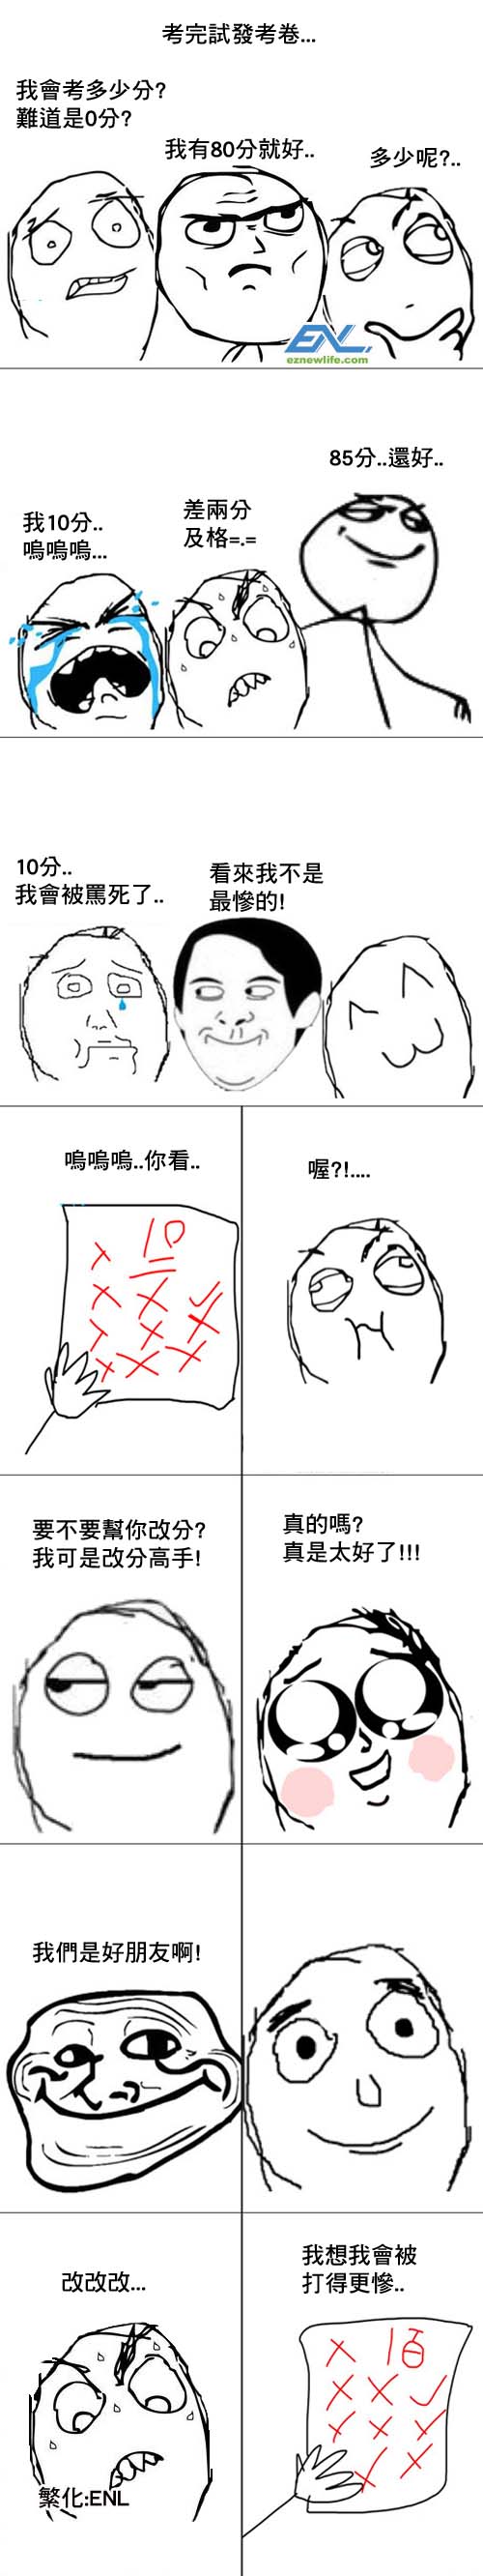 考完試發考卷...
我會考多少分?
難道是0分?
我有80分就好..
多少呢?..
ENL.
eznewlife.com
85分..還好..
我10分..
嗚嗚嗚...
差兩分
及格=.=
10分..
我會被罵死了..
看來我不是
最慘的!
嗚嗚嗚..你看..
10
喔?!....
要不要幫你改分?
我可是改分高手!
真的嗎?
真是太好了!!!
我們是好朋友啊!
改改改...
繁化:ENL
我想我會被
打得更慘..
1佰